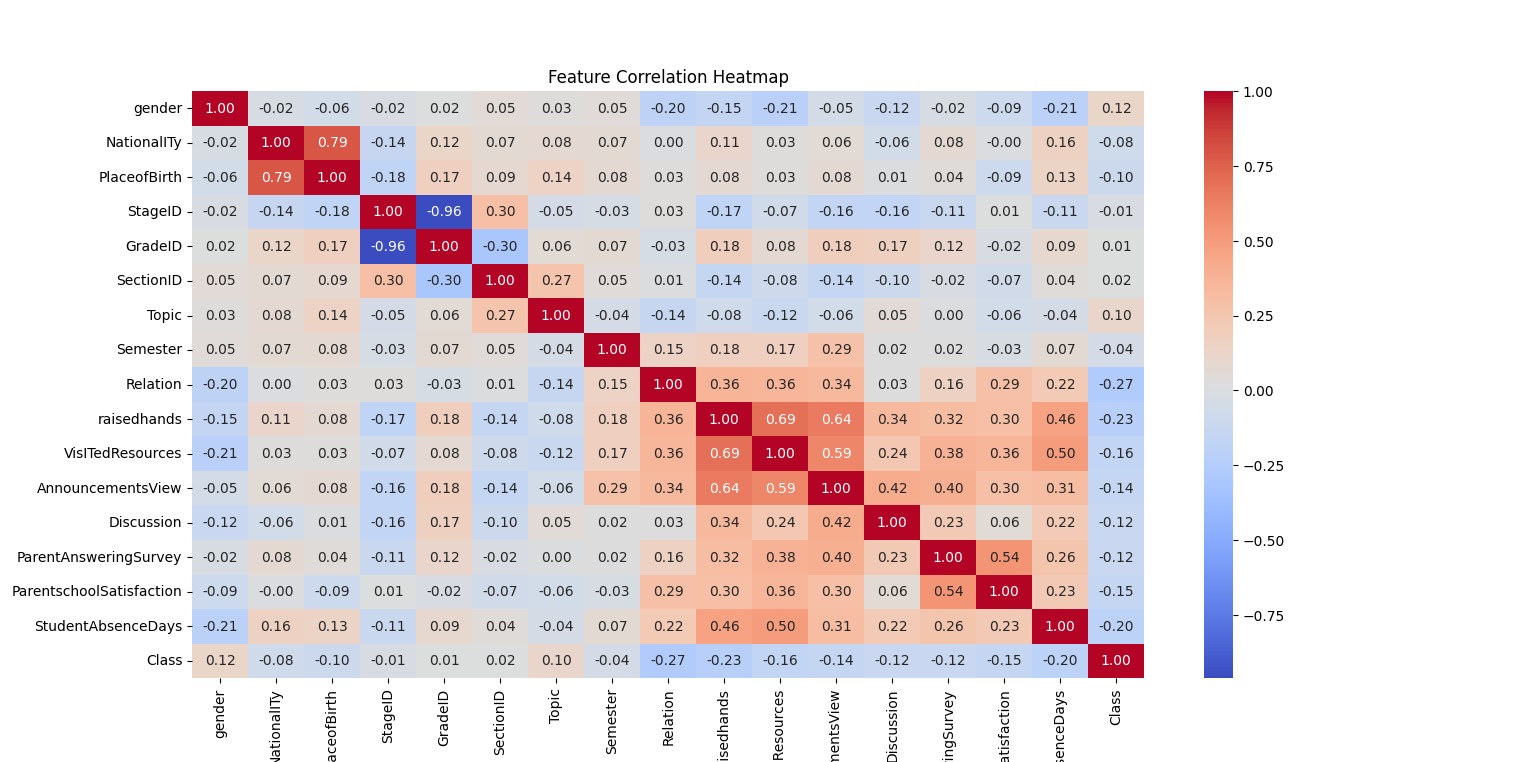 Feature Correlation Heatmap
gender 1.00 -0.02 -0.06 -0.02 0.02 0.05 0.03 0.05 -0.20 -0.15 -0.21 -0.05 -0.12 -0.02 -0.09 -0.21 0.12
NationalITy -0.02 1.00 0.79 -0.14 0.12 0.07 0.08 0.07 0.00 0.11 0.03 0.06 -0.06 0.08 -0.00 0.16 -0.08
PlaceofBirth -0.06 0.79 1.00 -0.18 0.17 0.09 0.14 0.08 0.03 0.08 0.03 0.08 0.01 0.04 -0.09 0.13 -0.10
StageID -0.02 -0.14 -0.18 1.00 -0.96 0.30 -0.05 -0.03 0.03 -0.17 -0.07 -0.16 -0.16 -0.11 0.01 -0.11 -0.01
GradeID 0.02 0.12 0.17 -0.96 1.00 -0.30 0.06 0.07 -0.03 0.18 0.08 0.18 0.17 0.12 -0.02 0.09 0.01
SectionID 0.05 0.07 0.09 0.30 -0.30 1.00 0.27 0.05 0.01 -0.14 -0.08 -0.14 -0.10 -0.02 -0.07 0.04 0.02
Topic 0.03 0.08 0.14 -0.05 0.06 0.27 1.00 -0.04 -0.14 -0.08 -0.12 -0.06 0.05 0.00 -0.06 -0.04 0.10
Semester 0.05 0.07 0.08 -0.03 0.07 0.05 -0.04 1.00 0.15 0.18 0.17 0.29 0.02 0.02 -0.03 0.07 -0.04
Relation -0.20 0.00 0.03 0.03 -0.03 0.01 -0.14 0.15 1.00 0.36 0.36 0.34 0.03 0.16 0.29 0.22 -0.27
raisedhands -0.15 0.11 0.08 -0.17 0.18 -0.14 -0.08 0.18 0.36 1.00 0.69 0.64 0.34 0.32 0.30 0.46 -0.23
VisITedResources -0.21 0.03 0.03 -0.07 0.08 -0.08 -0.12 0.17 0.36 0.69 1.00 0.59 0.24 0.38 0.36 0.50 -0.16
AnnouncementsView -0.05 0.06 0.08 -0.16 0.18 -0.14 -0.06 0.29 0.34 0.64 0.59 1.00 0.42 0.40 0.30 0.31 -0.14
Discussion -0.12 -0.06 0.01 -0.16 0.17 -0.10 0.05 0.02 0.03 0.34 0.24 0.42 1.00 0.23 0.06 0.22 -0.12
ParentAnsweringSurvey -0.02 0.08 0.04 -0.11 0.12 -0.02 0.00 0.02 0.16 0.32 0.38 0.40 0.23 1.00 0.54 0.26 -0.12
ParentschoolSatisfaction -0.09 -0.00 -0.09 0.01 -0.02 -0.07 -0.06 -0.03 0.29 0.30 0.36 0.30 0.06 0.54 1.00 0.23 -0.15
StudentAbsenceDays -0.21 0.16 0.13 -0.11 0.09 0.04 -0.04 0.07 0.22 0.46 0.50 0.31 0.22 0.26 0.23 1.00 -0.20
Class 0.12 -0.08 -0.10 -0.01 0.01 0.02 0.10 -0.04 -0.27 -0.23 -0.16 -0.14 -0.12 -0.12 -0.15 -0.20 1.00
gender
NationalITy
aceofBirth
StageID
GradeID
SectionID
Topic
Semester
Relation
isedhands
Resources
mentsView
Discussion
ingSurvey
atisfaction
senceDays
Class
1.00
0.75
0.50
0.25
0.00
−0.25
−0.50
−0.75